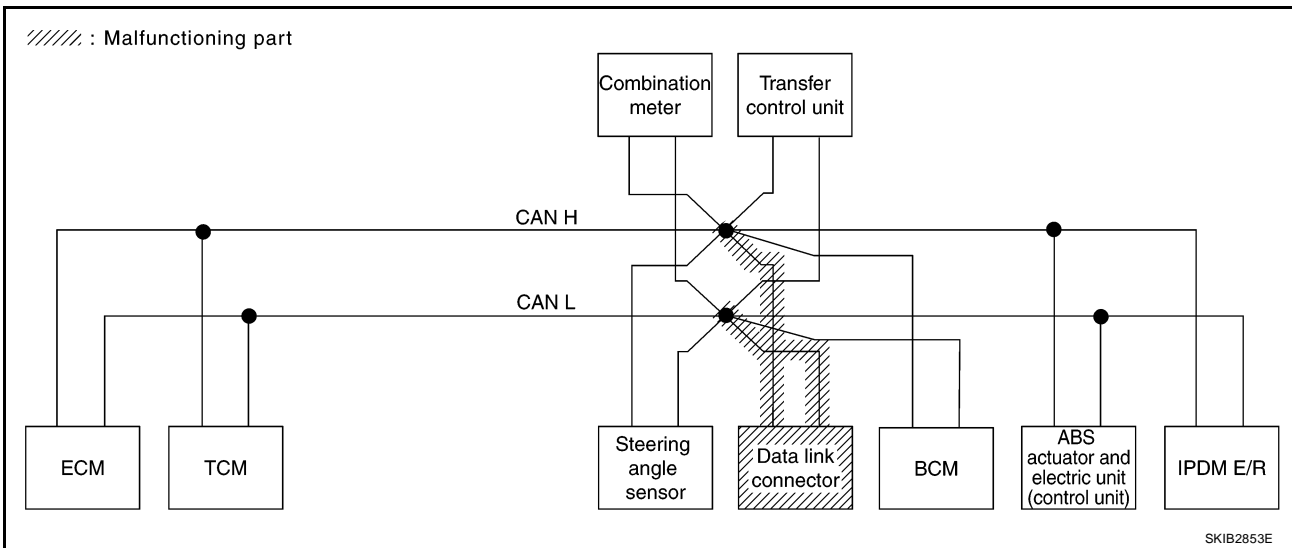 : Malfunctioning part
Combination
meter
Transfer
control unit
CAN H
CAN L
ECM
TCM
Steering
angle
sensor
Data link
connector
BCM
ABS
actuator and
electric unit
(control unit)
IPDM E/R
SKIB2853E